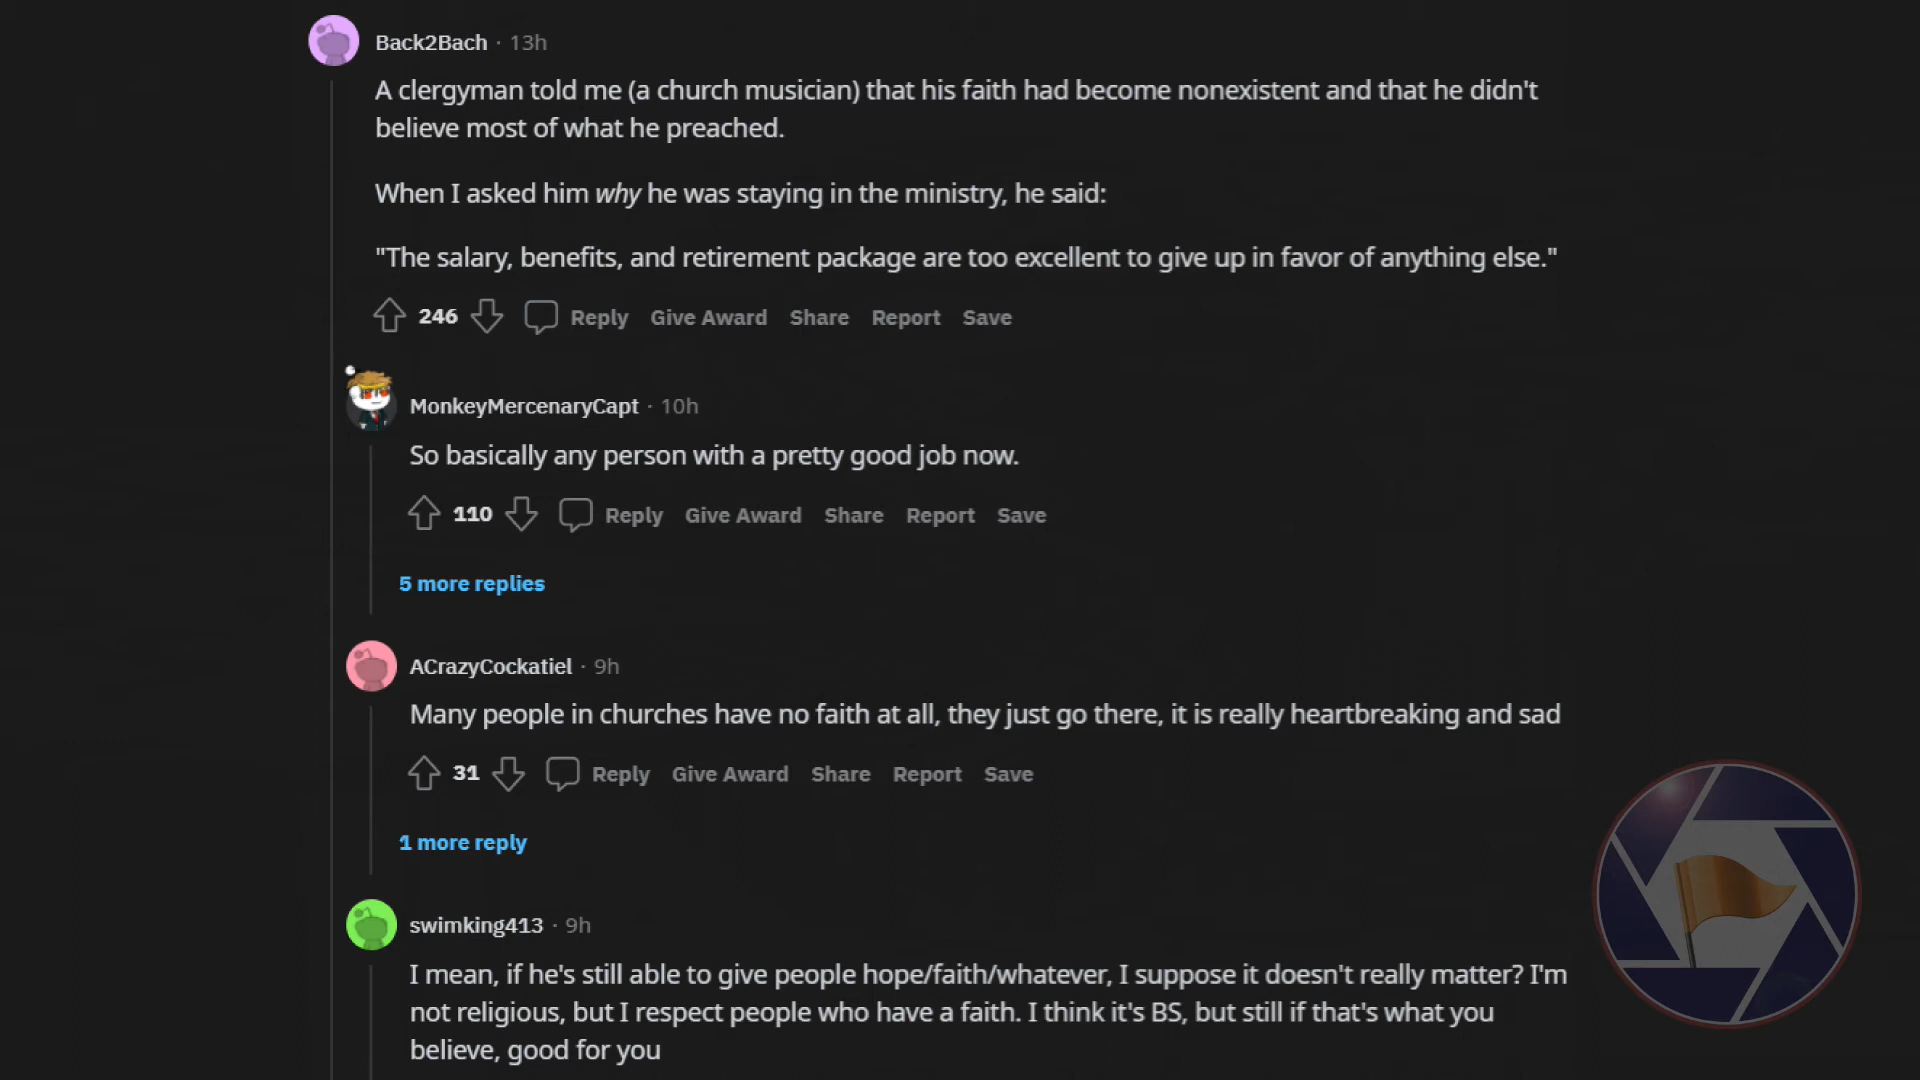 Back2Bach · 13h
A clergyman told me (a church musician) that his faith had become nonexistent and that he didn't
believe most of what he preached.
When I asked him why he was staying in the ministry, he said:
"The salary, benefits, and retirement package are too excellent to give up in favor of anything else."
246 Reply Give Award Share Report Save
MonkeyMercenaryCapt · 10h
So basically any person with a pretty good job now.
110 Reply Give Award Share Report Save
5 more replies
ACrazyCockatiel · 9h
Many people in churches have no faith at all, they just go there, it is really heartbreaking and sad
31 Reply Give Award Share Report Save
1 more reply
swimking413 · 9h
I mean, if he's still able to give people hope/faith/whatever, I suppose it doesn't really matter? I'm
not religious, but I respect people who have a faith. I think it's BS, but still if that's what you
believe, good for you